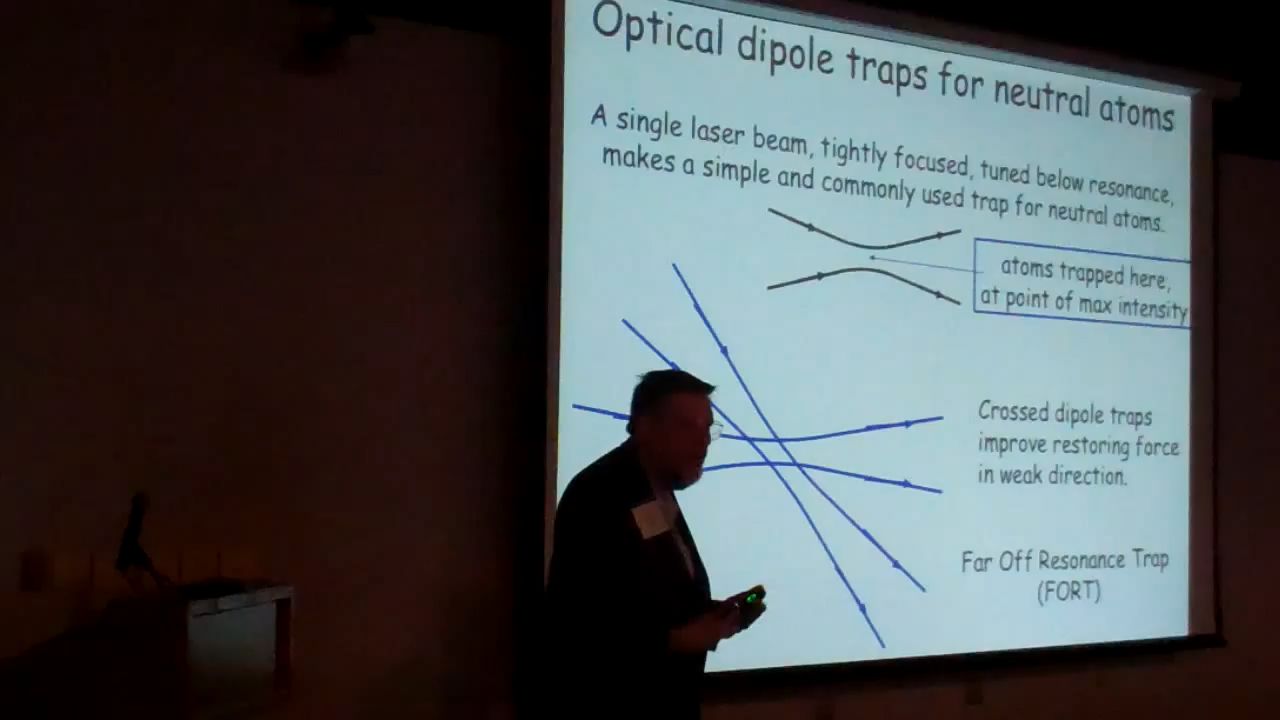 Optical dipole traps for neutral atoms
A single laser beam, tightly focused, tuned below resonance,
makes a simple and commonly used trap for neutral atoms.
atoms trapped here,
at point of max intensity
Crossed dipole traps
improve restoring force
in weak direction.
Far Off Resonance Trap
(FORT)